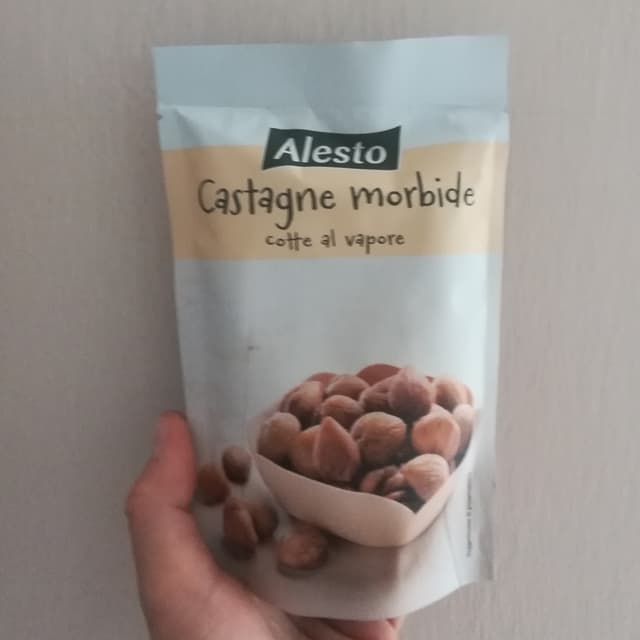 Alesto
Castagne morbide
cotte al vapore